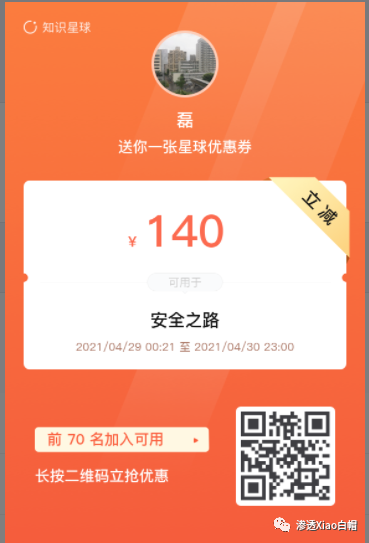 知识星球
磊
送你一张星球优惠券
立减
¥ 140
可用于
安全之路
2021/04/29 00:21 至 2021/04/30 23:00
前 70 名加入可用
长按二维码立抢优惠
渗透Xiao白帽